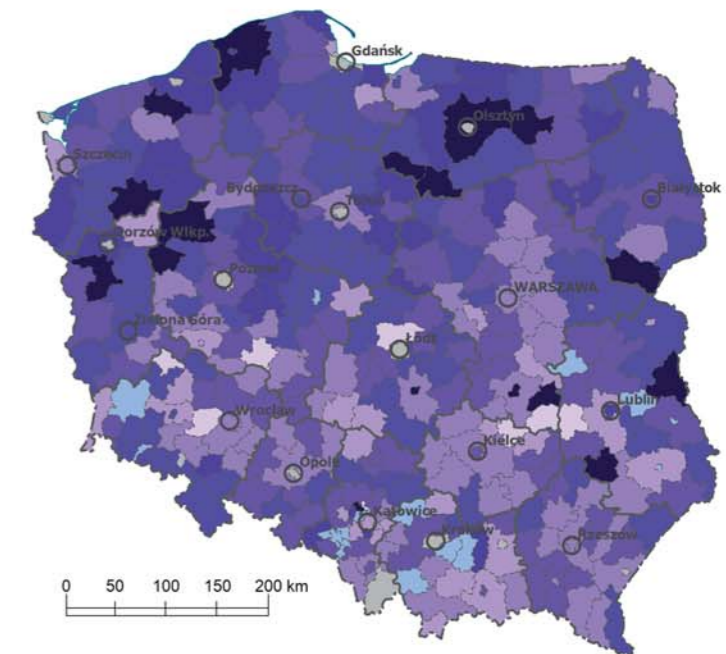 Gdańsk
Olsztyn
Szczecin
Bydgoszcz
Białystok
Toruń
Gorzów Wlkp.
Poznań
WARSZAWA
Zielona Góra
Łódź
Lublin
Wrocław
Kielce
Opole
Katowice
Kraków
Rzeszów
0 50 100 150 200 km